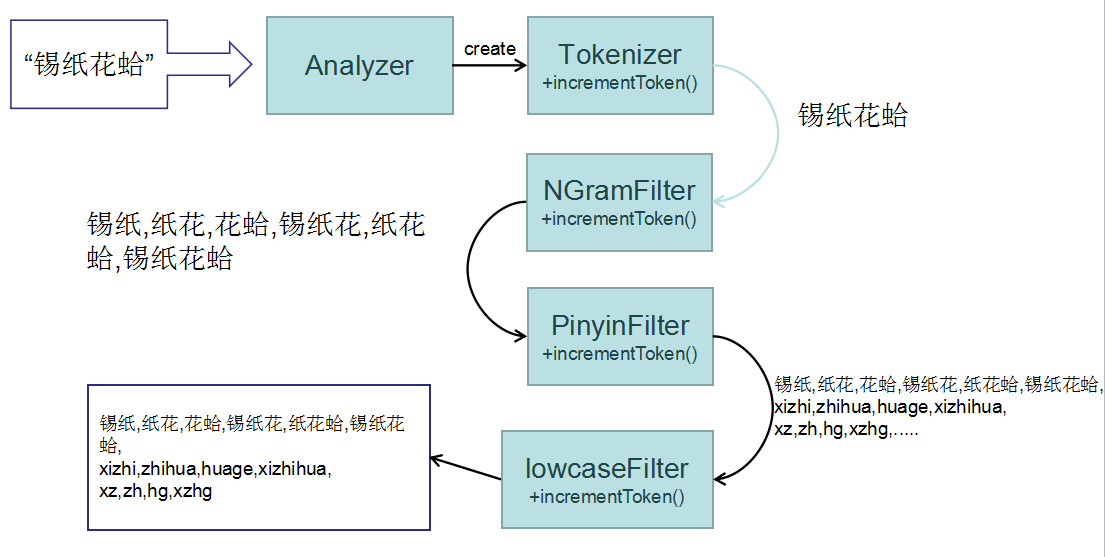 “锡纸花蛤”
Analyzer
create
Tokenizer
+incrementToken()
锡纸花蛤
NGramFilter
+incrementToken()
锡纸,纸花,花蛤,锡纸花,纸花
蛤,锡纸花蛤
PinyinFilter
+incrementToken()
锡纸,纸花,花蛤,锡纸花,纸花蛤,锡纸花蛤,
xizhi,zhihua,huage,xizhihua,
xz,zh,hg,xzhg,.....
lowcaseFilter
+incrementToken()
锡纸,纸花,花蛤,锡纸花,纸花蛤,锡纸花
蛤,
xizhi,zhihua,huage,xizhihua,
xz,zh,hg,xzhg